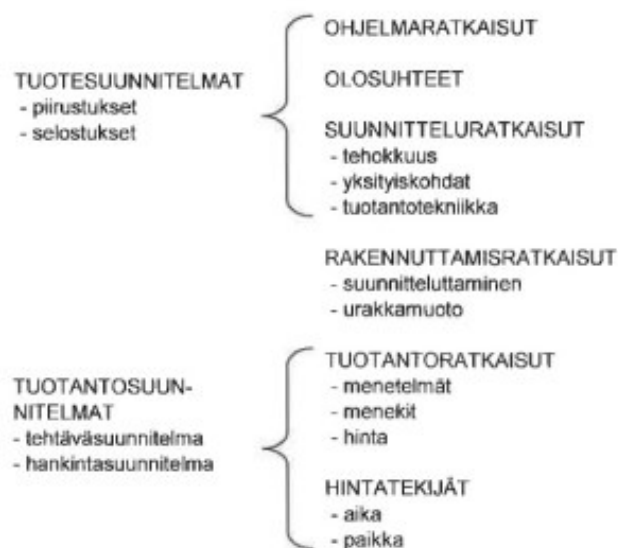 TUOTESUUNNITELMAT
- piirustukset
- selostukset
OHJELMARATKAISUT
OLOSUHTEET
SUUNNITTELURATKAISUT
- tehokkuus
- yksityiskohdat
- tuotantotekniikka
RAKENNUTTAMISRATKAISUT
- suunnitteluttaminen
- urakkamuoto
TUOTANTOSUUN-
NITELMAT
- tehtäväsuunnitelma
- hankintasuunnitelma
TUOTANTORATKAISUT
- menetelmät
- menekit
- hinta
HINTATEKIJÄT
- aika
- paikka